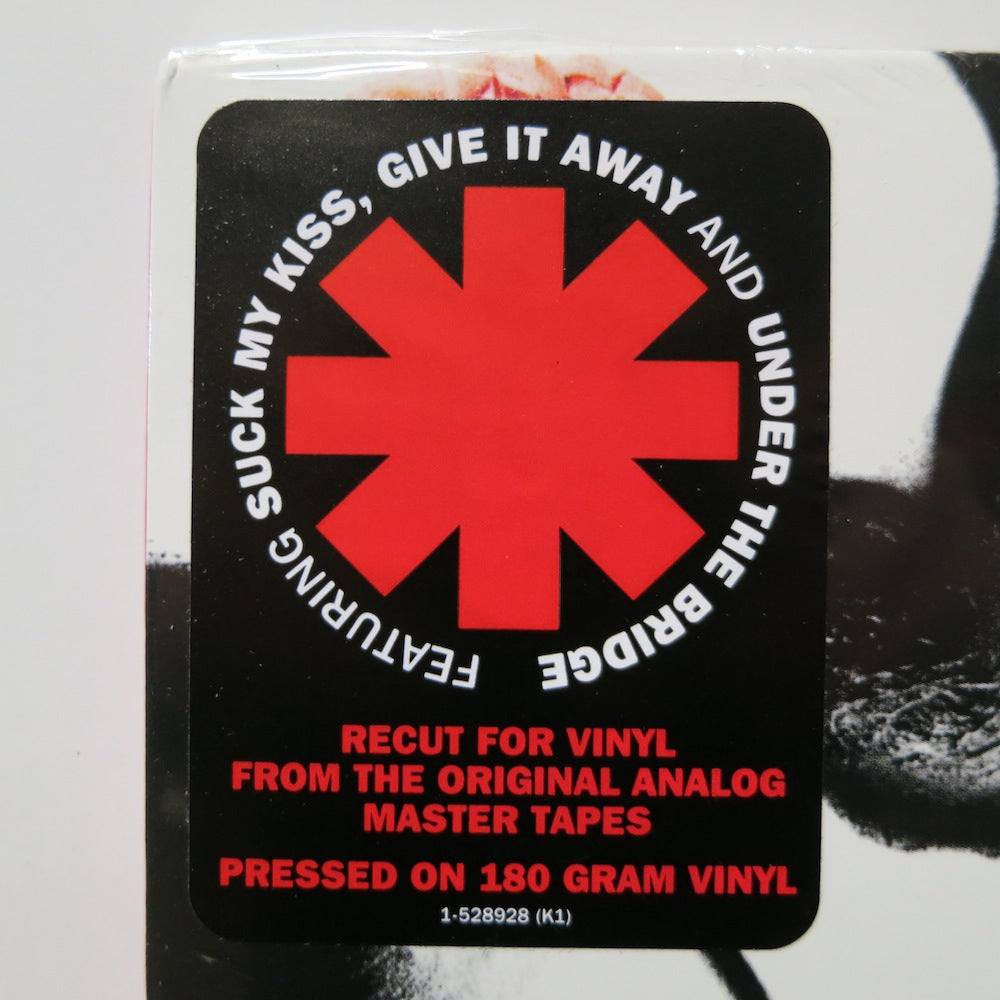 FEATURING SUCK MY KISS, GIVE IT AWAY AND UNDER THE BRIDGE
RECUT FOR VINYL
FROM THE ORIGINAL ANALOG
MASTER TAPES
PRESSED ON 180 GRAM VINYL
1-528928 (K1)